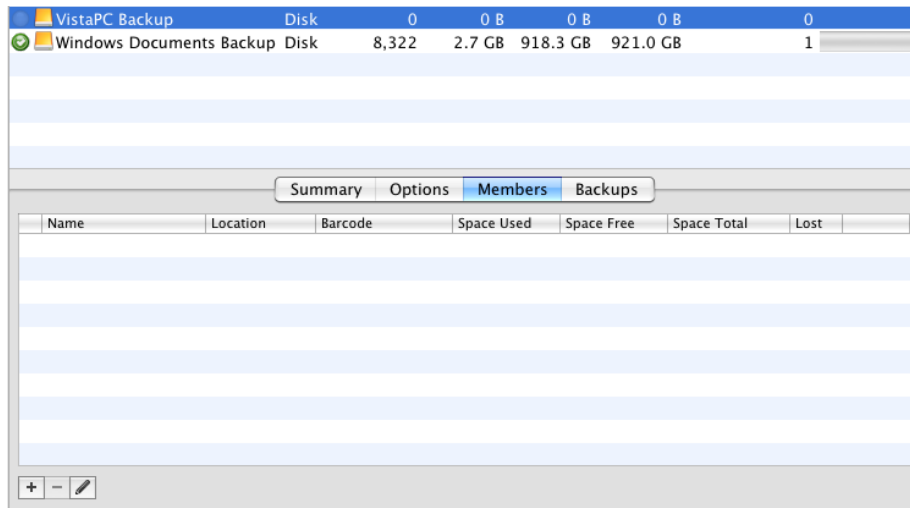 VistaPC Backup Disk 0 0 B 0 B 0 B 0
Windows Documents Backup Disk 8,322 2.7 GB 918.3 GB 921.0 GB 1
Summary Options Members Backups
Name Location Barcode Space Used Space Free Space Total Lost